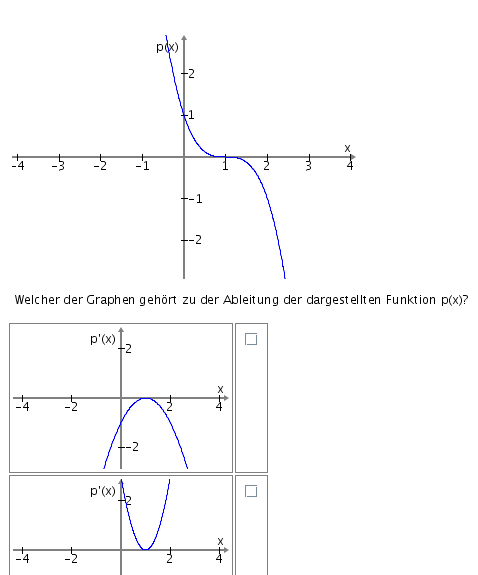 p(x)
2
1
x
-4 -3 -2 -1 1 2 3 4
-1
-2
Welcher der Graphen gehört zu der Ableitung der dargestellten Funktion p(x)?
p'(x)
2
x
-4 -2 2 4
-2
p'(x)
2
x
-4 -2 2 4